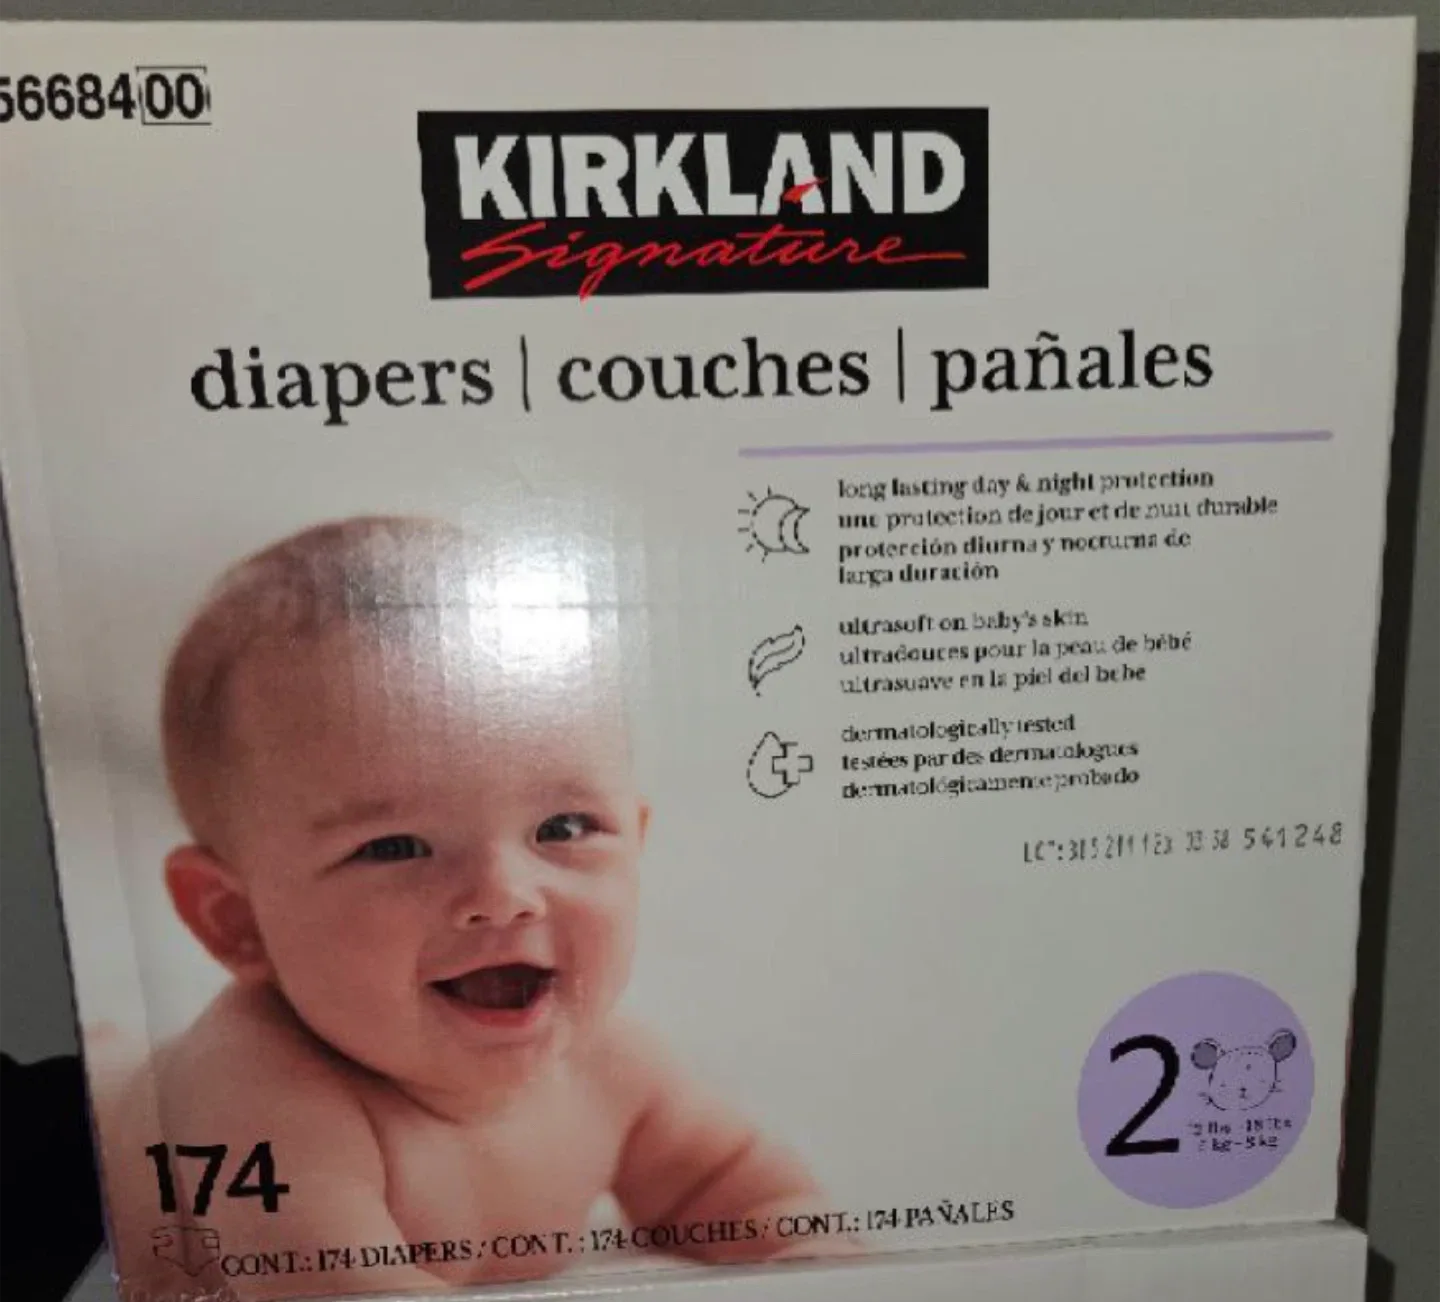 5668400
KIRKLAND
Signature
diapers | couches | pañales
long lasting day & night protection
une protection de jour et de nuit durable
protección diurna y nocturna de
larga duración
ultrasoft on baby's skin
ultradouces pour la peau de bébé
ultrasuave en la piel del bebe
dermatologically tested
testées par des dermatologues
dermatológicamente probado
541248
2
174
CONT.: 174 DIAPERS / CONT. : 174 COUCHES / CONT.: 174 PAÑALES